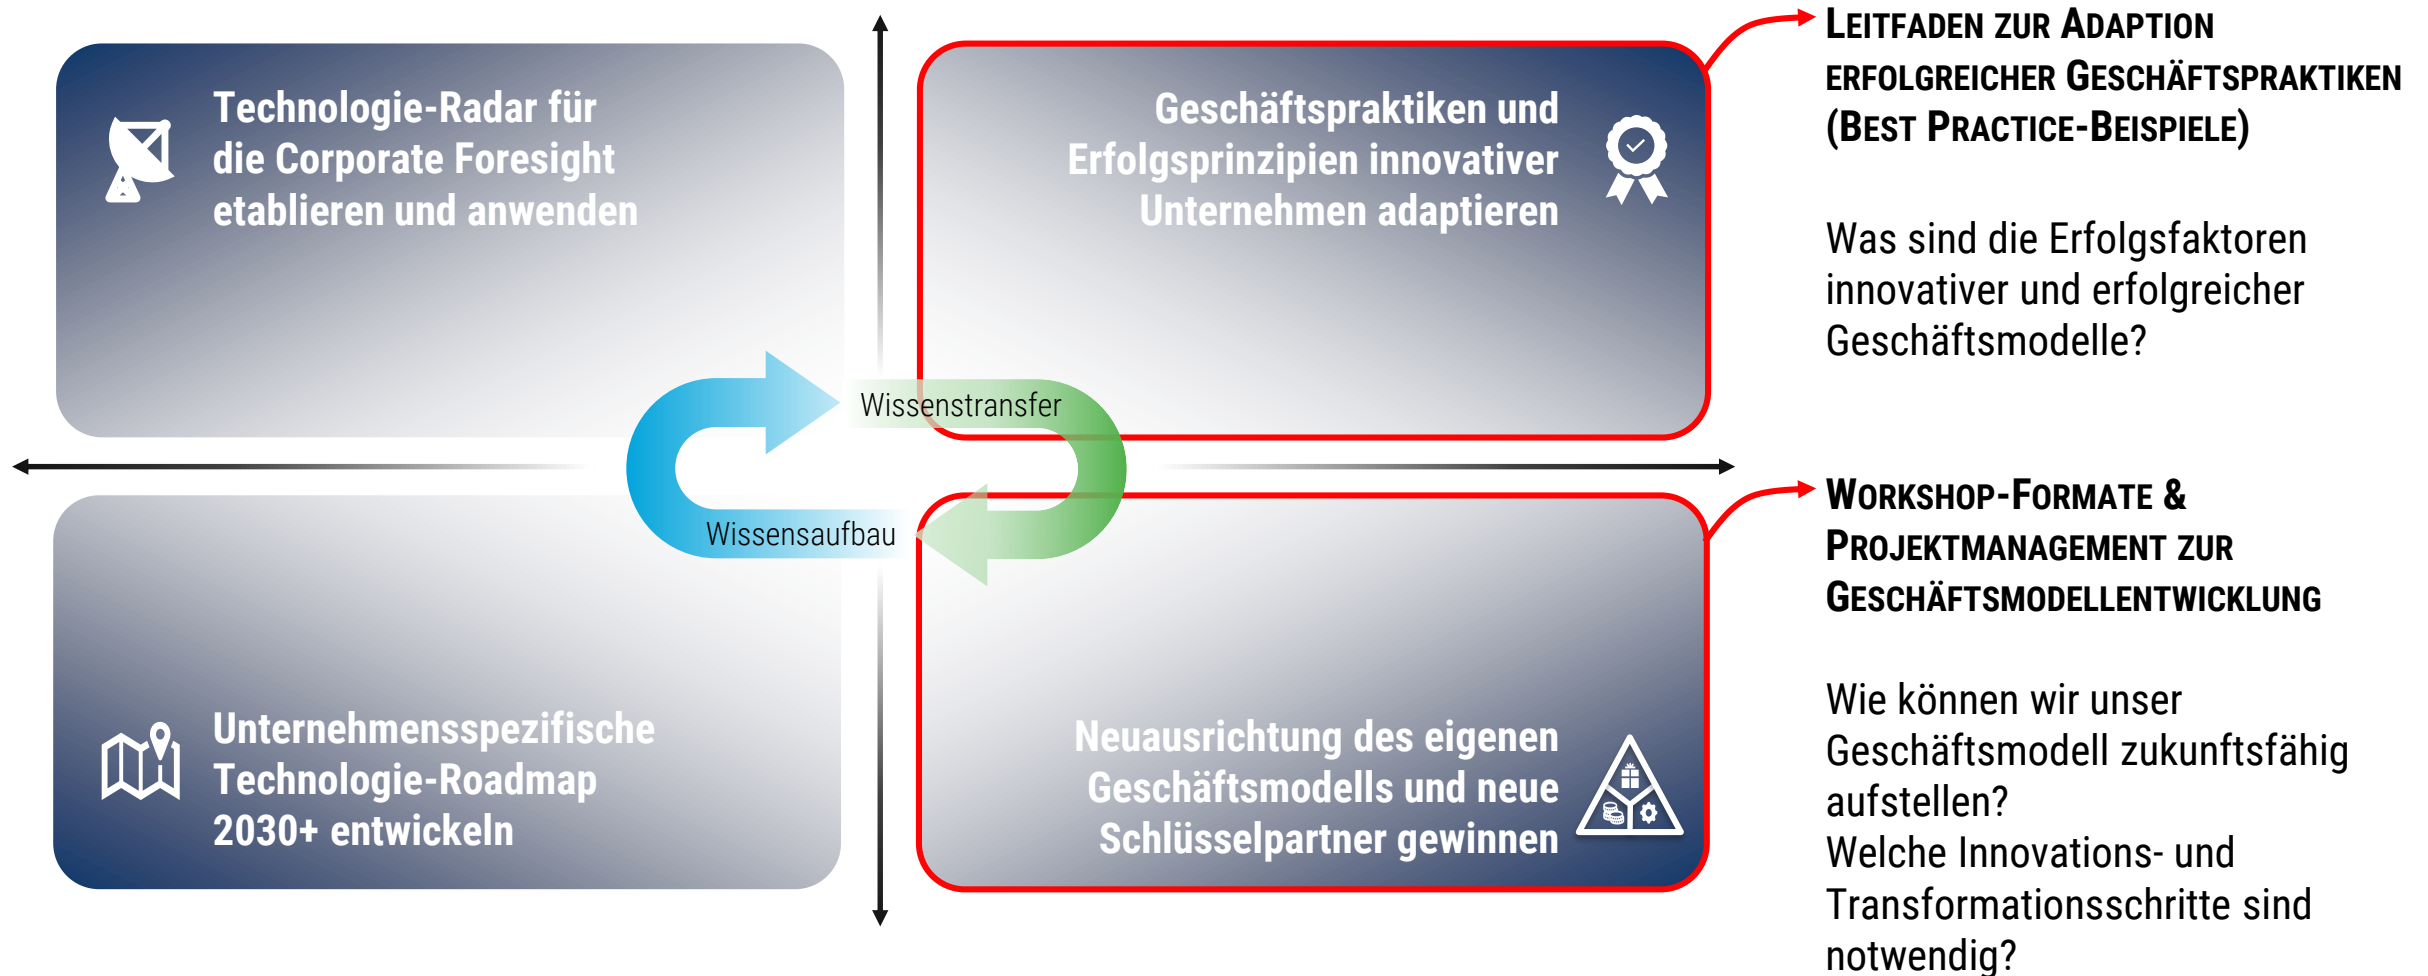 Technologie-Radar für
die Corporate Foresight
etablieren und anwenden
Geschäftspraktiken und
Erfolgsprinzipien innovativer
Unternehmen adaptieren
Wissenstransfer
Wissensaufbau
Unternehmensspezifische
Technologie-Roadmap
2030+ entwickeln
Neuausrichtung des eigenen
Geschäftsmodells und neue
Schlüsselpartner gewinnen
LEITFADEN ZUR ADAPTION
ERFOLGREICHER GESCHÄFTSPRAKTIKEN
(BEST PRACTICE-BEISPIELE)
Was sind die Erfolgsfaktoren
innovativer und erfolgreicher
Geschäftsmodelle?
WORKSHOP-FORMATE &
PROJEKTMANAGEMENT ZUR
GESCHÄFTSMODELLENTWICKLUNG
Wie können wir unser
Geschäftsmodell zukunftsfähig
aufstellen?
Welche Innovations- und
Transformationsschritte sind
notwendig?